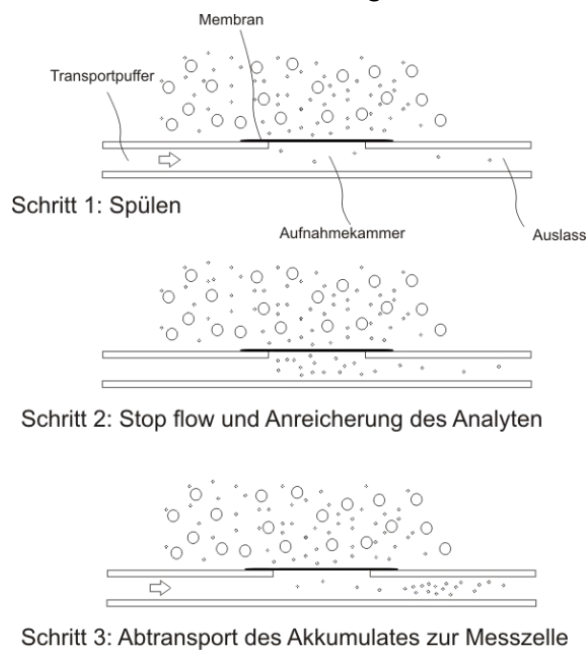 Membran
Transportpuffer
Schritt 1: Spülen
Aufnahmekammer
Auslass
Schritt 2: Stop flow und Anreicherung des Analyten
Schritt 3: Abtransport des Akkumulates zur Messzelle